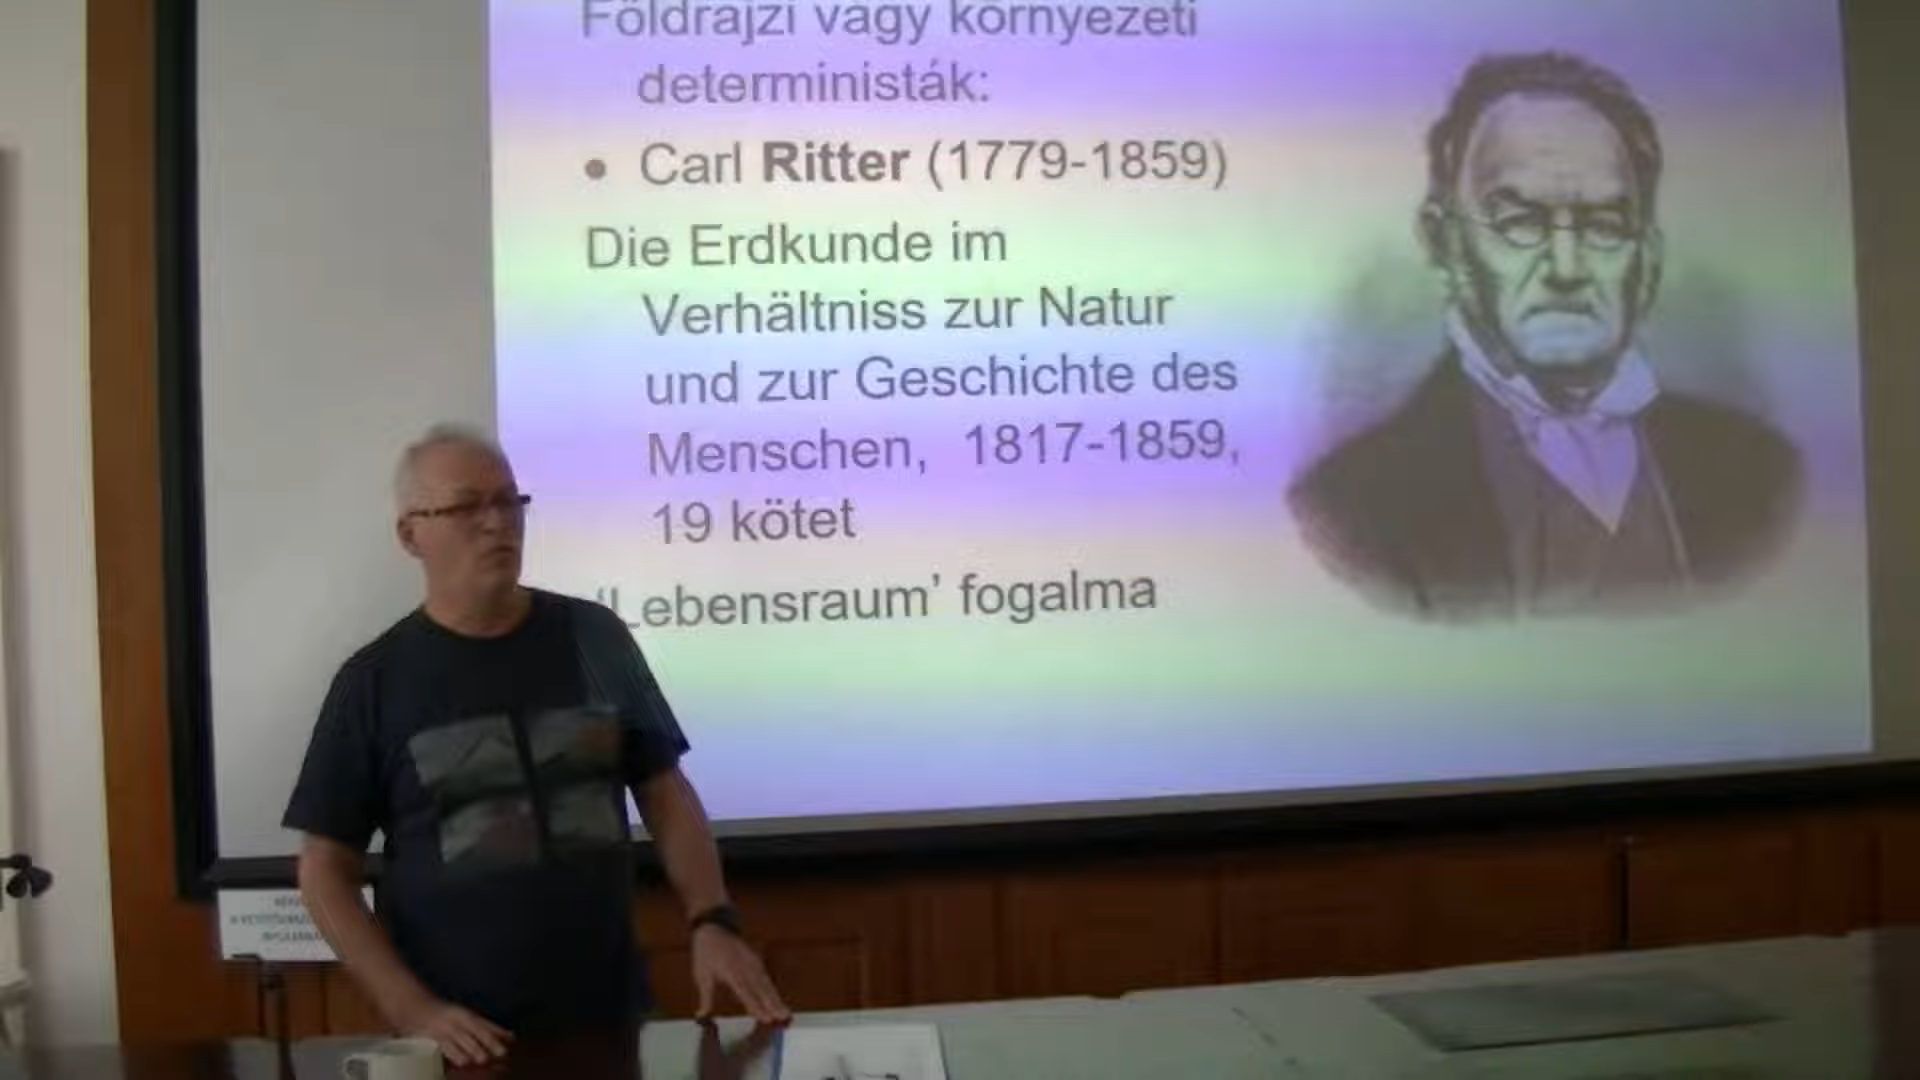 Földrajzi vagy környezeti
deterministák:
• Carl Ritter (1779-1859)
Die Erdkunde im
Verhältniss zur Natur
und zur Geschichte des
Menschen, 1817-1859,
19 kötet
'Lebensraum' fogalma